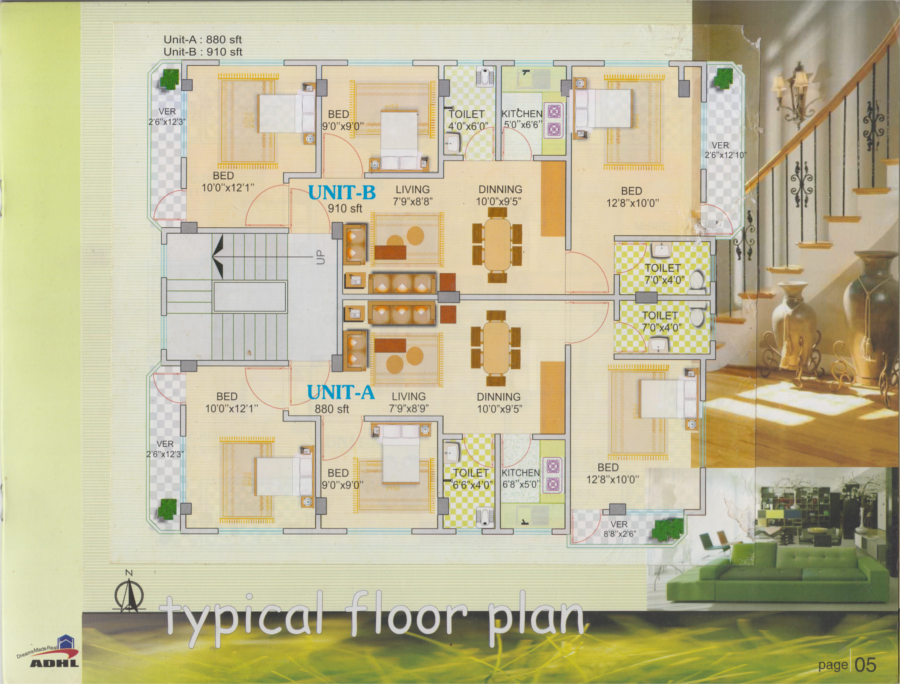 Unit-A : 880 sft
Unit-B : 910 sft
VER
2'6"x12'3"
BED
10'0"x12'1"
BED
9'0"x9'0"
TOILET
4'0"x6'0"
KITCHEN
5'0"x6'6"
BED
12'8"x10'0"
VER
2'6"x12'10"
UNIT-B
910 sft
LIVING
7'9"x8'8"
DINNING
10'0"x9'5"
UP
TOILET
7'0"x4'0"
TOILET
7'0"x4'0"
UNIT-A
880 sft
LIVING
7'9"x8'9"
DINNING
10'0"x9'5"
BED
10'0"x12'1"
VER
2'6"x12'3"
BED
9'0"x9'0"
TOILET
6'6"x4'0"
KITCHEN
6'8"x5'0"
BED
12'8"x10'0"
VER
8'8"x2'6"
N
typical floor plan
Dreams Made Real
ADHL
page 05